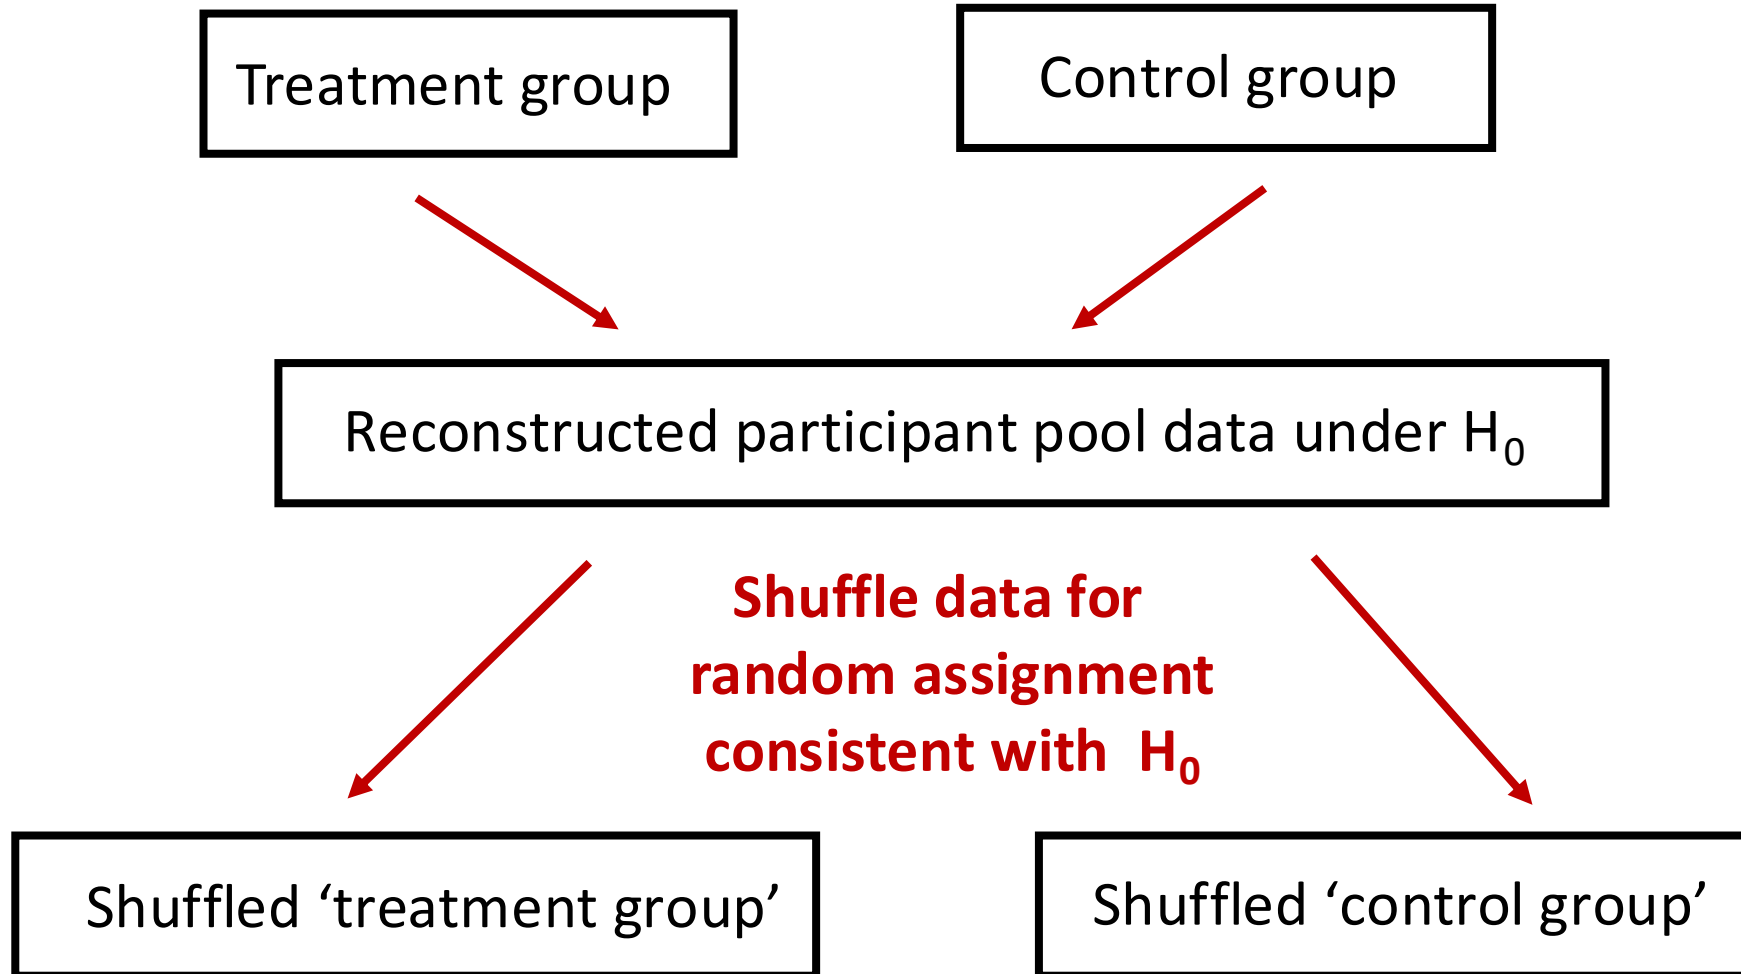 Treatment group
Control group
Reconstructed participant pool data under H₀
Shuffle data for
random assignment
consistent with H₀
Shuffled ‘treatment group’
Shuffled ‘control group’